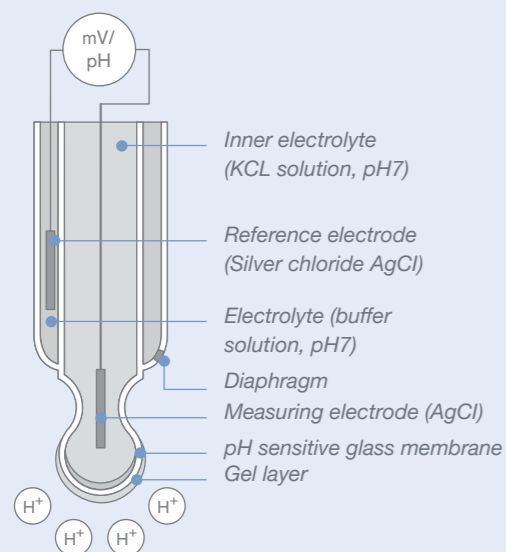 mV/
pH
Inner electrolyte
(KCL solution, pH7)
Reference electrode
(Silver chloride AgCl)
Electrolyte (buffer
solution, pH7)
Diaphragm
Measuring electrode (AgCl)
pH sensitive glass membrane
Gel layer
H+
H+
H+
H+